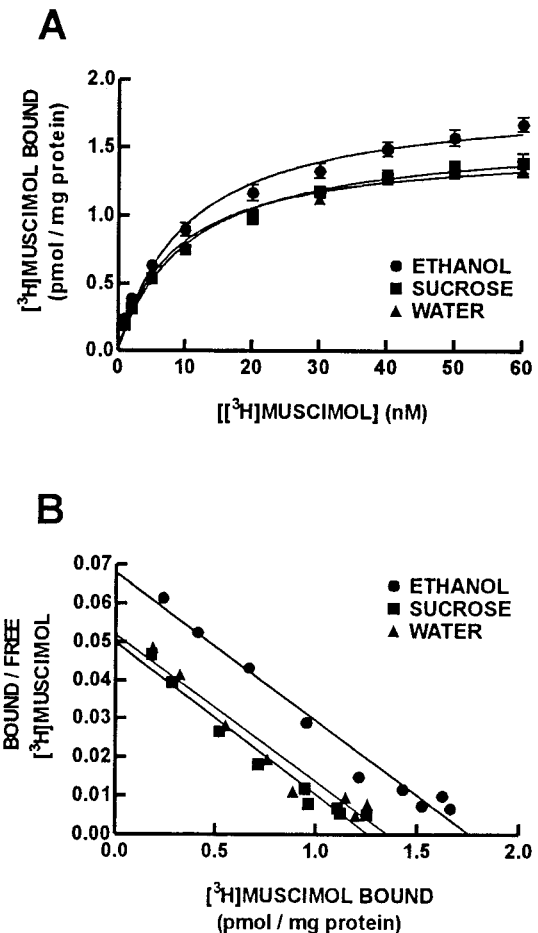 A
[³H]MUSCIMOL BOUND
(pmol / mg protein)
2.0
1.5
1.0
0.5
0.0
0 10 20 30 40 50 60
ETHANOL
SUCROSE
WATER
[[³H]MUSCIMOL] (nM)
B
BOUND / FREE
[³H]MUSCIMOL
0.07
0.06
0.05
0.04
0.03
0.02
0.01
0.00
0.0 0.5 1.0 1.5 2.0
ETHANOL
SUCROSE
WATER
[³H]MUSCIMOL BOUND
(pmol / mg protein)